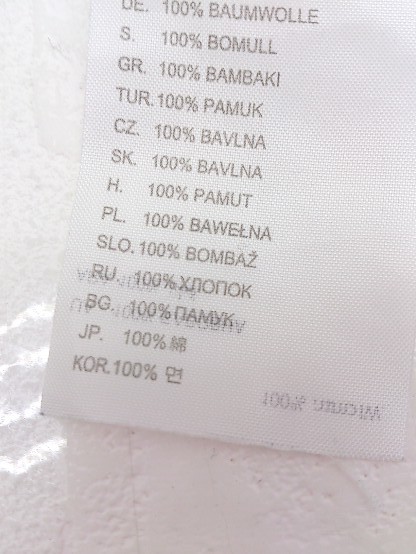 DE. 100% BAUMWOLLE
S. 100% BOMULL
GR. 100% BAMBAKI
TUR. 100% PAMUK
CZ. 100% BAVLNA
SK. 100% BAVLNA
H. 100% PAMUT
PL. 100% BAWEŁNA
SLO. 100% BOMBAŽ
RU. 100% ХЛОПОК
BG. 100% ПАМУК
JP. 100% 綿
KOR. 100% 면